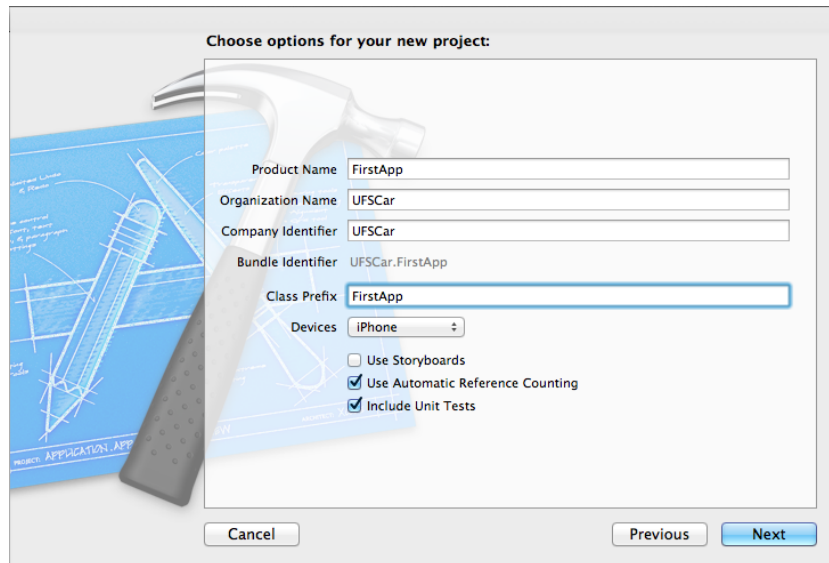 Choose options for your new project:
Product Name FirstApp
Organization Name UFSCar
Company Identifier UFSCar
Bundle Identifier UFSCar.FirstApp
Class Prefix FirstApp
Devices iPhone
Use Storyboards
Use Automatic Reference Counting
Include Unit Tests
PROJECT: APPLICATION.APP
Cancel
Previous
Next